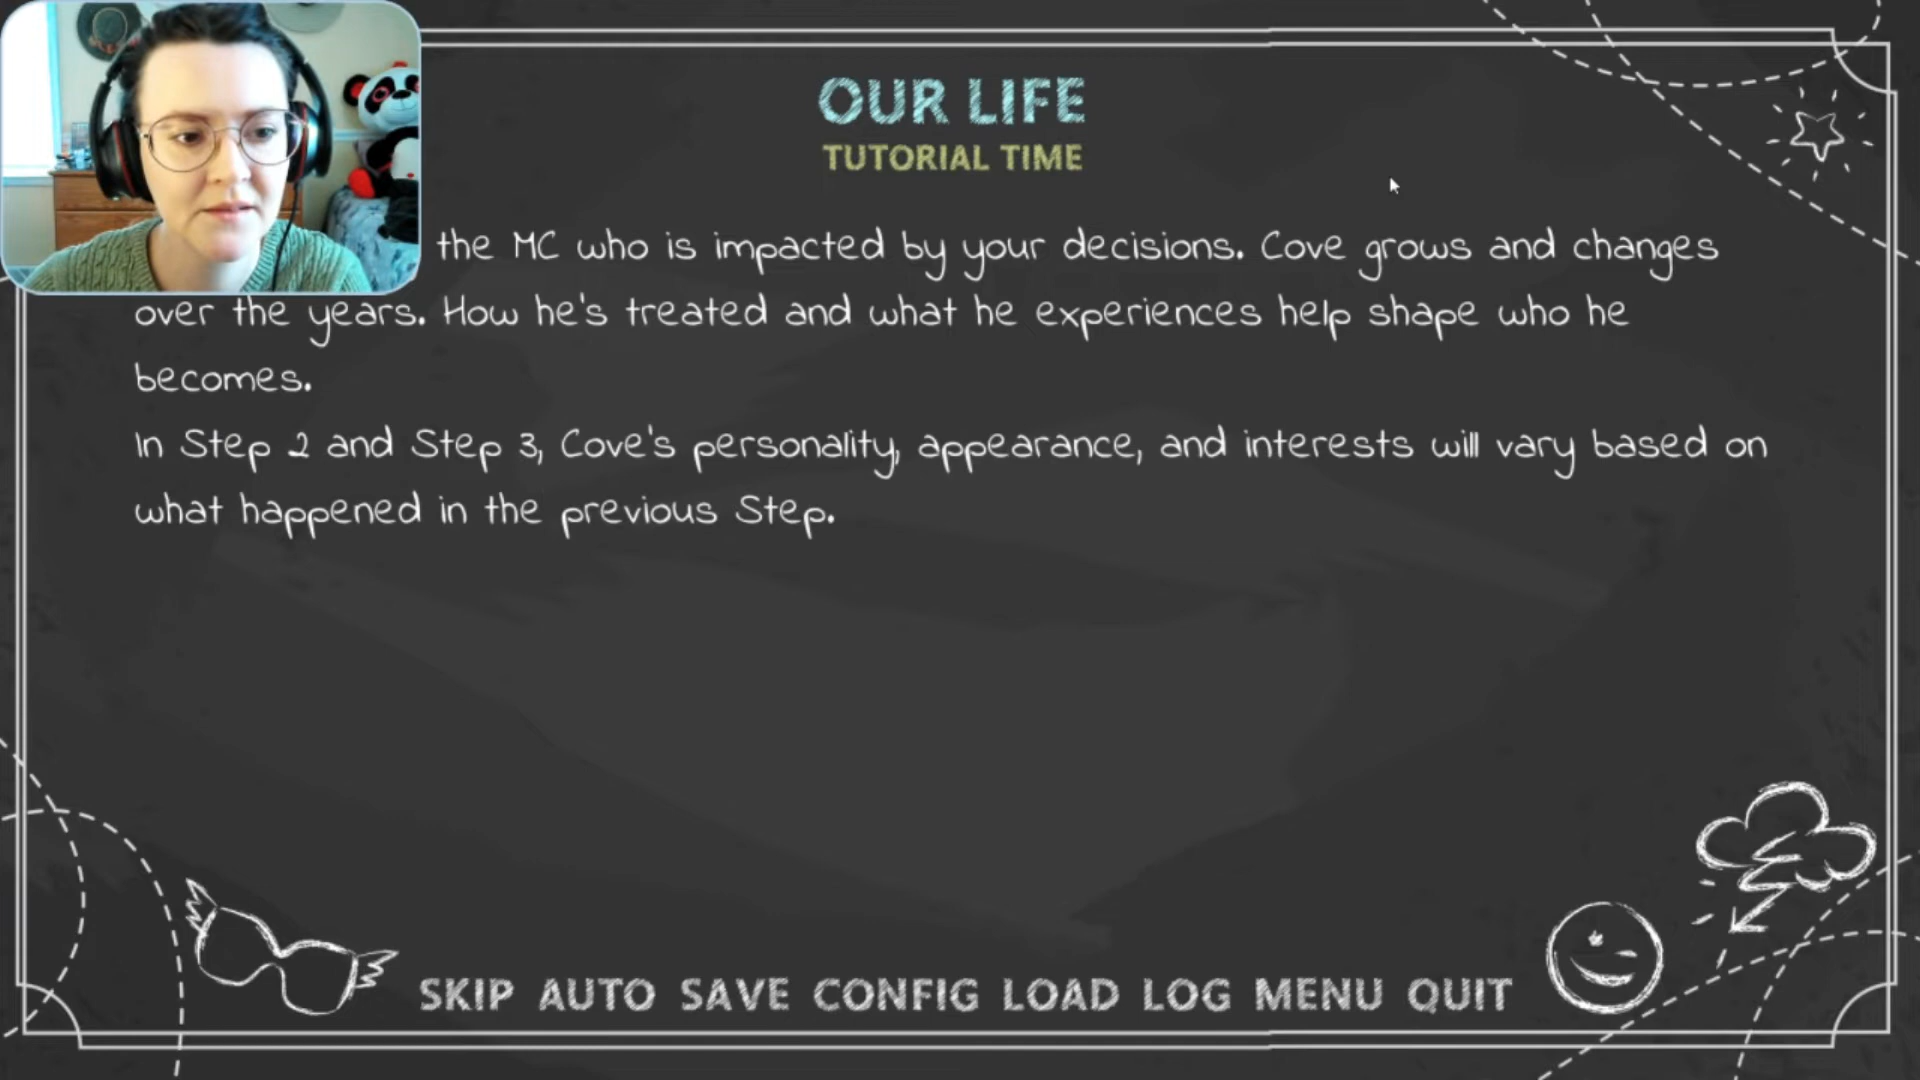 OUR LIFE
TUTORIAL TIME
the MC who is impacted by your decisions. Cove grows and changes
over the years. How he's treated and what he experiences help shape who he
becomes.
In Step 2 and Step 3, Cove's personality, appearance, and interests will vary based on
what happened in the previous Step.
SKIP AUTO SAVE CONFIG LOAD LOG MENU QUIT